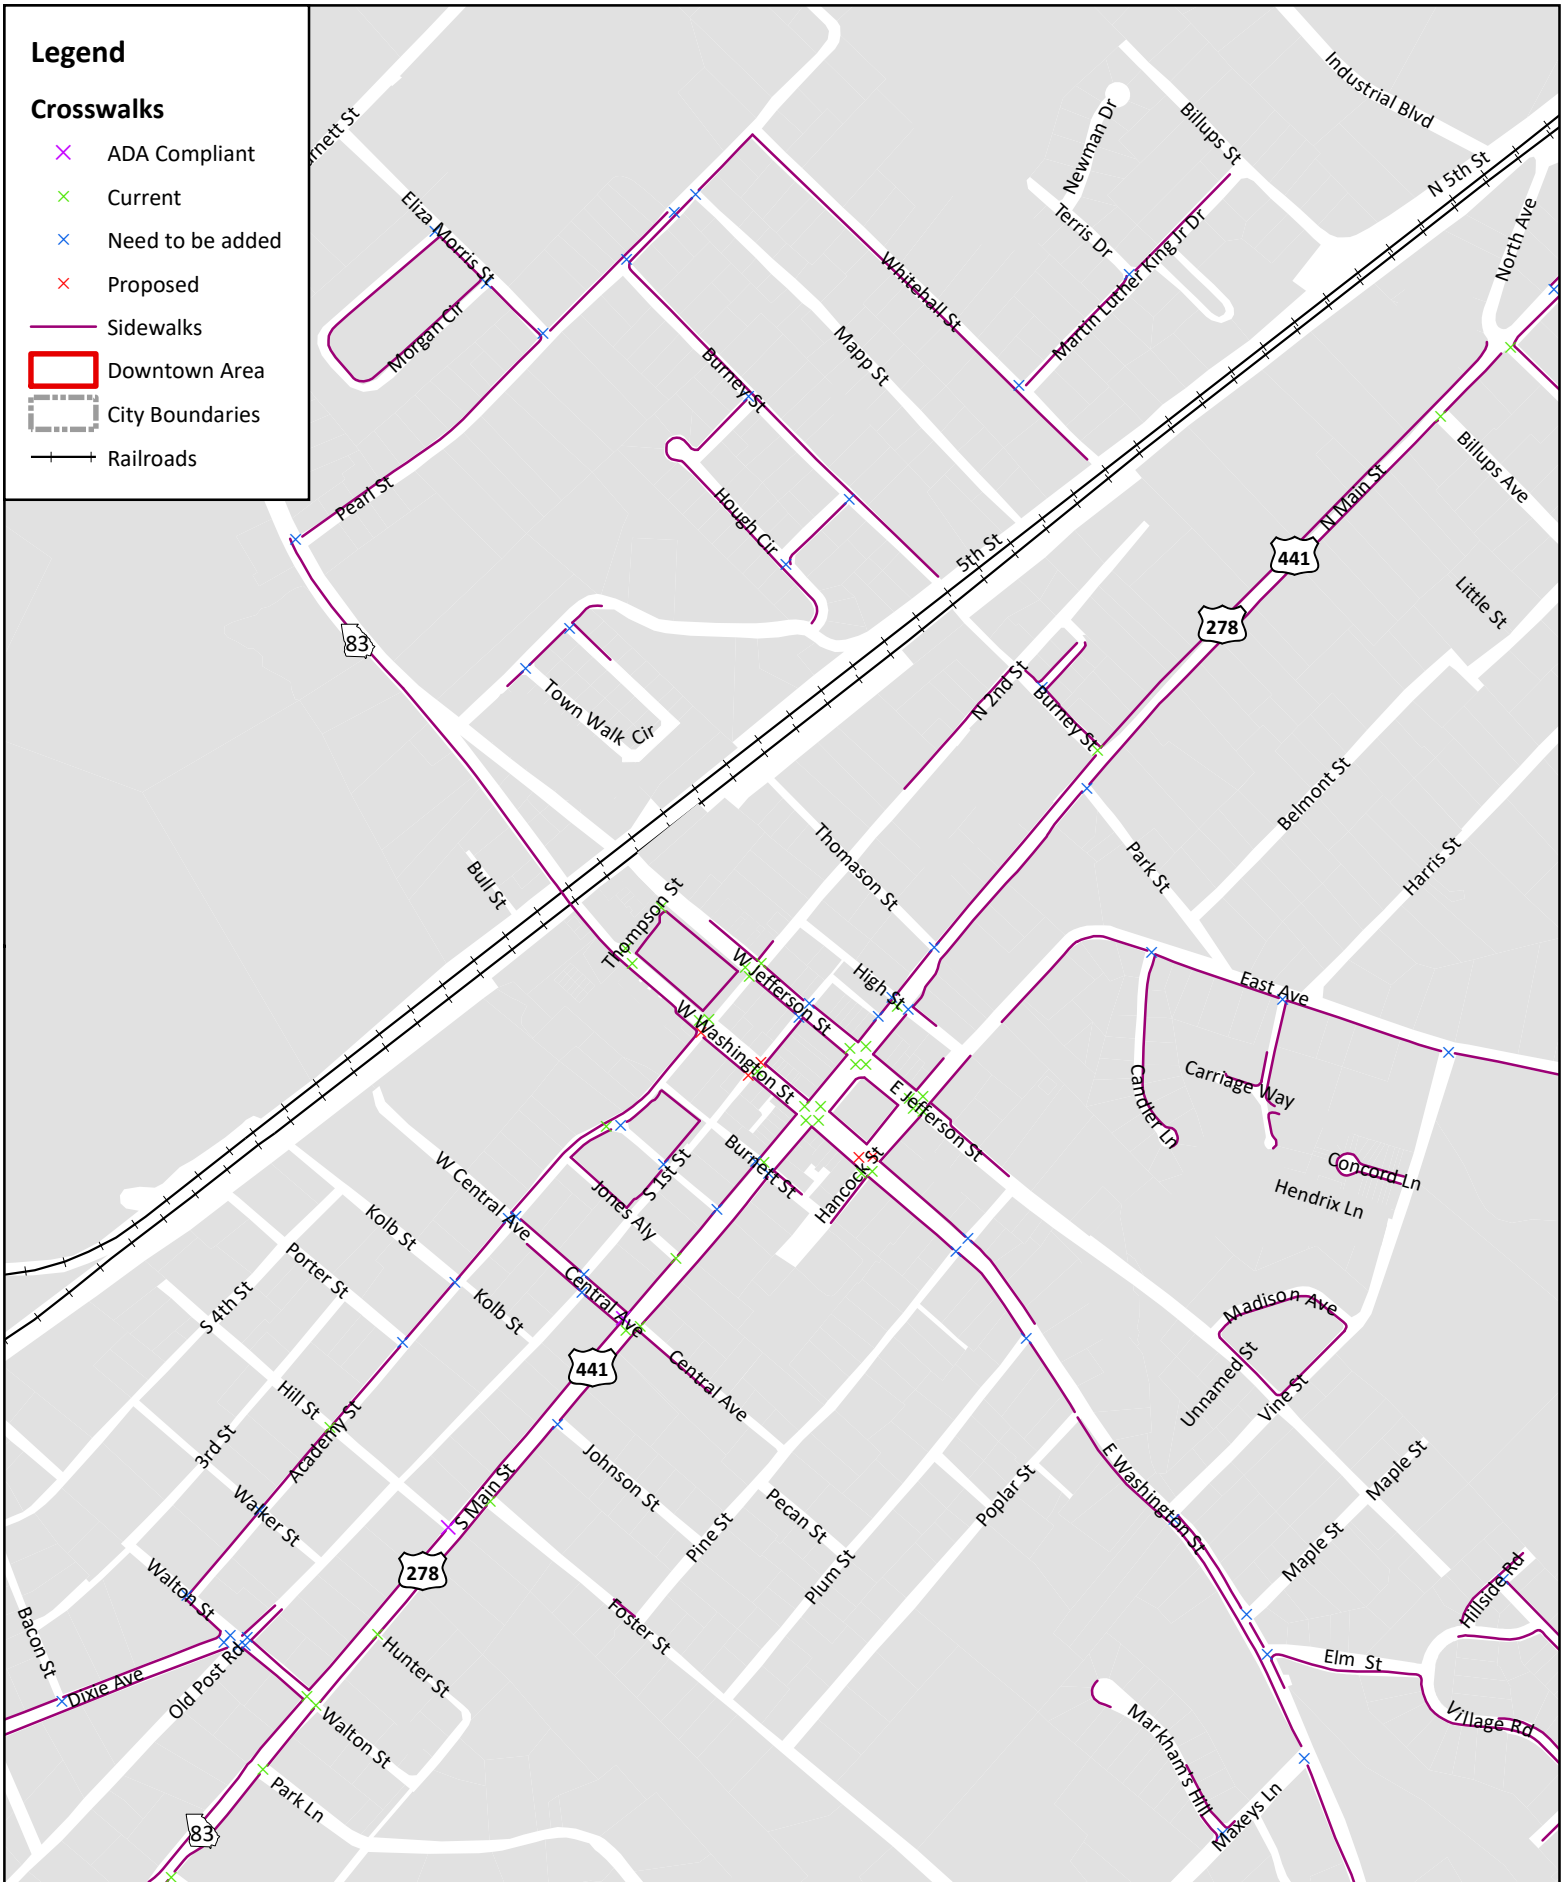 Legend
Crosswalks
ADA Compliant
Current
Need to be added
Proposed
Sidewalks
Downtown Area
City Boundaries
Railroads
Industrial Blvd
Billups St
Newman Dr
N 5th St
Terris Dr
Martin Luther King Jr Dr
North Ave
Eliza Morris St
Whitehall St
Morgan Cir
Mapp St
Burney St
Billups Ave
N Main St
Pearl St
Hough Cir
5th St
441
Little St
278
83
N 2nd St
Burney St
Town Walk Cir
Belmont St
Thomason St
Park St
Harris St
Bull St
Thompson St
W Jefferson St
High St
East Ave
W Washington St
Carriage Way
Candler Ln
E Jefferson St
Burnett St
Hancock St
Concord Ln
Hendrix Ln
S 1st St
Jones Aly
W Central Ave
Kolb St
Porter St
S 4th St
Central Ave
Kolb St
Madison Ave
Unnamed St
Vine St
441
Central Ave
Hill St
Academy St
3rd St
Johnson St
S Main St
Walker St
Pecan St
Pine St
Plum St
Poplar St
E Washington St
Maple St
Maple St
278
Walton St
Foster St
Hillside Rd
Bacon St
Dixie Ave
Old Post Rd
Hunter St
Walton St
Elm St
Village Rd
Markham's Hill
Maxeys Ln
Park Ln
83